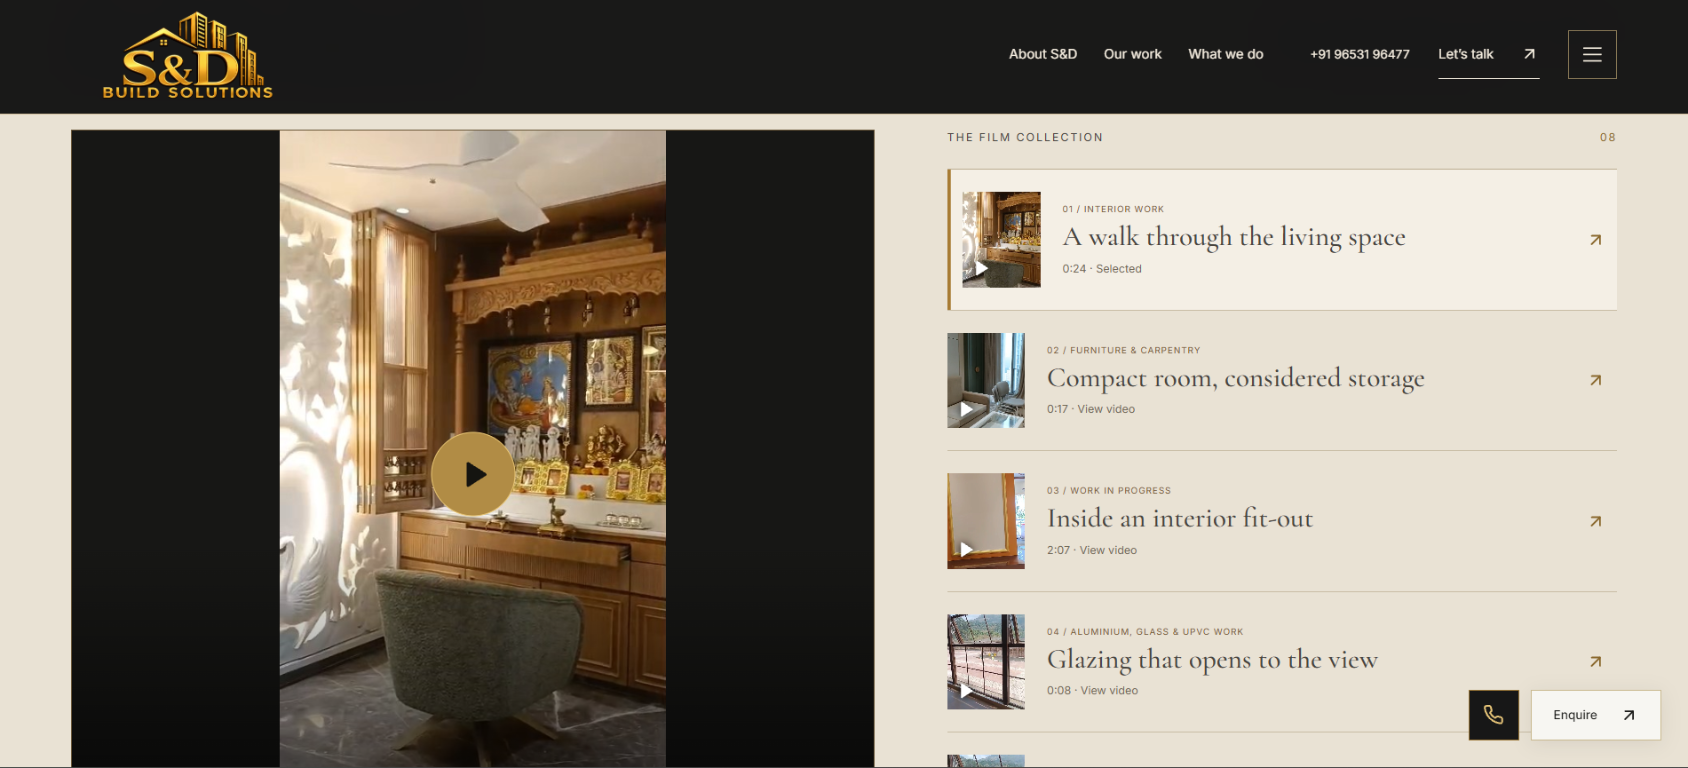 S&D
BUILD SOLUTIONS
About S&D
Our work
What we do
+91 96531 96477
Let's talk
THE FILM COLLECTION
08
01 / INTERIOR WORK
A walk through the living space
0:24 · Selected
02 / FURNITURE & CARPENTRY
Compact room, considered storage
0:17 · View video
03 / WORK IN PROGRESS
Inside an interior fit-out
2:07 · View video
04 / ALUMINIUM, GLASS & UPVC WORK
Glazing that opens to the view
0:08 · View video
Enquire